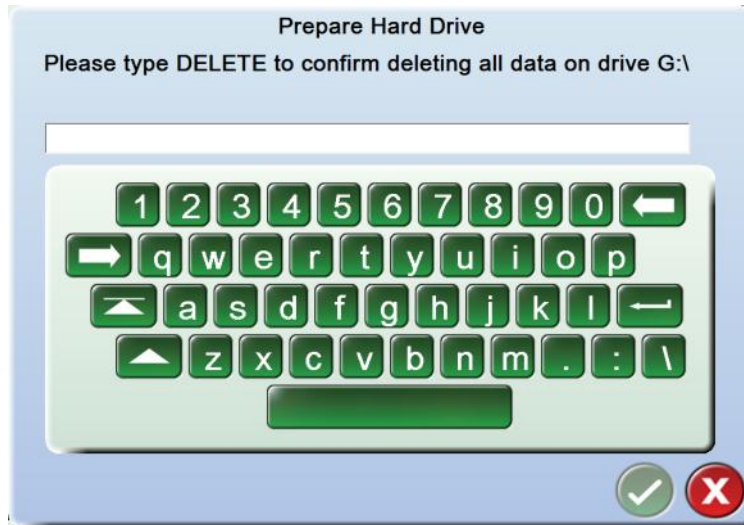 Prepare Hard Drive
Please type DELETE to confirm deleting all data on drive G:\
1 2 3 4 5 6 7 8 9 0
q w e r t y u i o p
a s d f g h j k l
z x c v b n m . : \
X